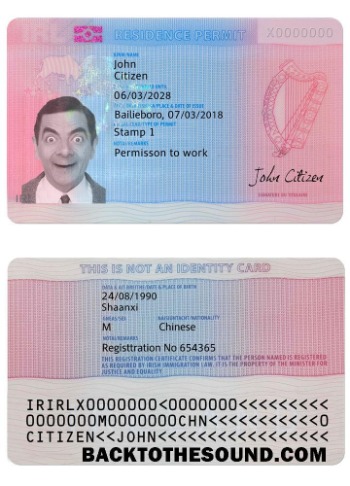 IRL RESIDENCE PERMIT X0000000
John
Citizen
06/03/2028
Bailieboro, 07/03/2018
Stamp 1
Permisson to work
John Citizen
THIS IS NOT AN IDENTITY CARD
24/08/1990
Shaanxi
M Chinese
Registtration No 654365
THIS REGISTRATION CERTIFICATE CONFIRMS THAT THE PERSON NAMED IS REGISTERED
AS REQUIRED BY IRISH IMMIGRATION LAW. IT IS THE PROPERTY OF THE MINISTER FOR
JUSTICE AND EQUALITY
IRIRLX0000000<0000000<<<<<<<<<
0000000M0000000CHN<<<<<<<<<<<0
CITIZEN<<JOHN<<<<<<<<<<<<<<<<<
BACKTOTHESOUND.COM